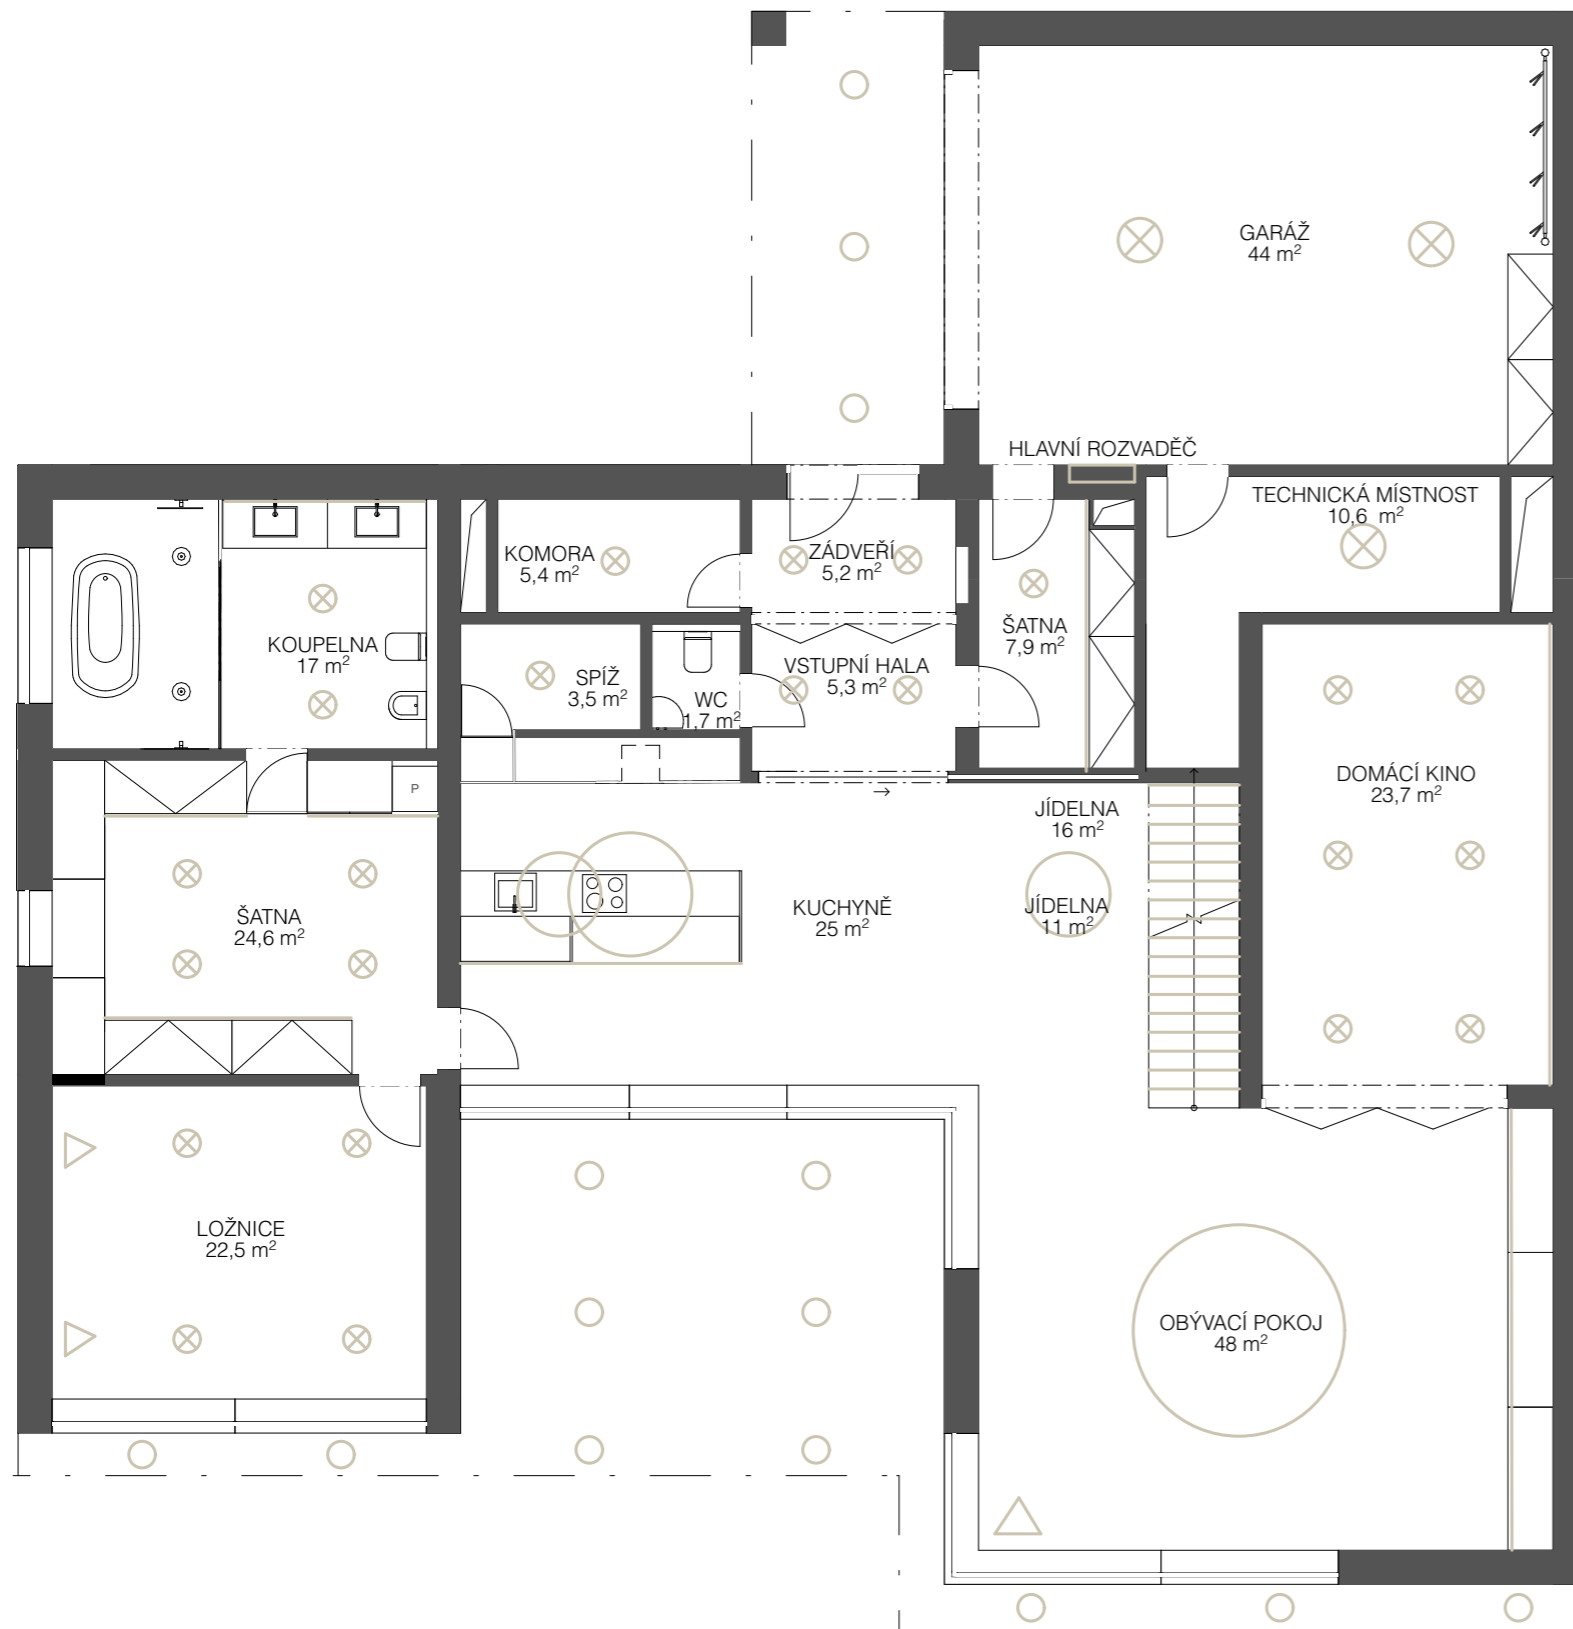 GARÁŽ
44 m²
HLAVNÍ ROZVADĚČ
TECHNICKÁ MÍSTNOST
10,6 m²
KOMORA
5,4 m²
ZÁDVEŘÍ
5,2 m²
ŠATNA
7,9 m²
KOUPELNA
17 m²
SPÍŽ
3,5 m²
WC
1,7 m²
VSTUPNÍ HALA
5,3 m²
P
DOMÁCÍ KINO
23,7 m²
JÍDELNA
16 m²
ŠATNA
24,6 m²
KUCHYNĚ
25 m²
JÍDELNA
11 m²
LOŽNICE
22,5 m²
OBÝVACÍ POKOJ
48 m²